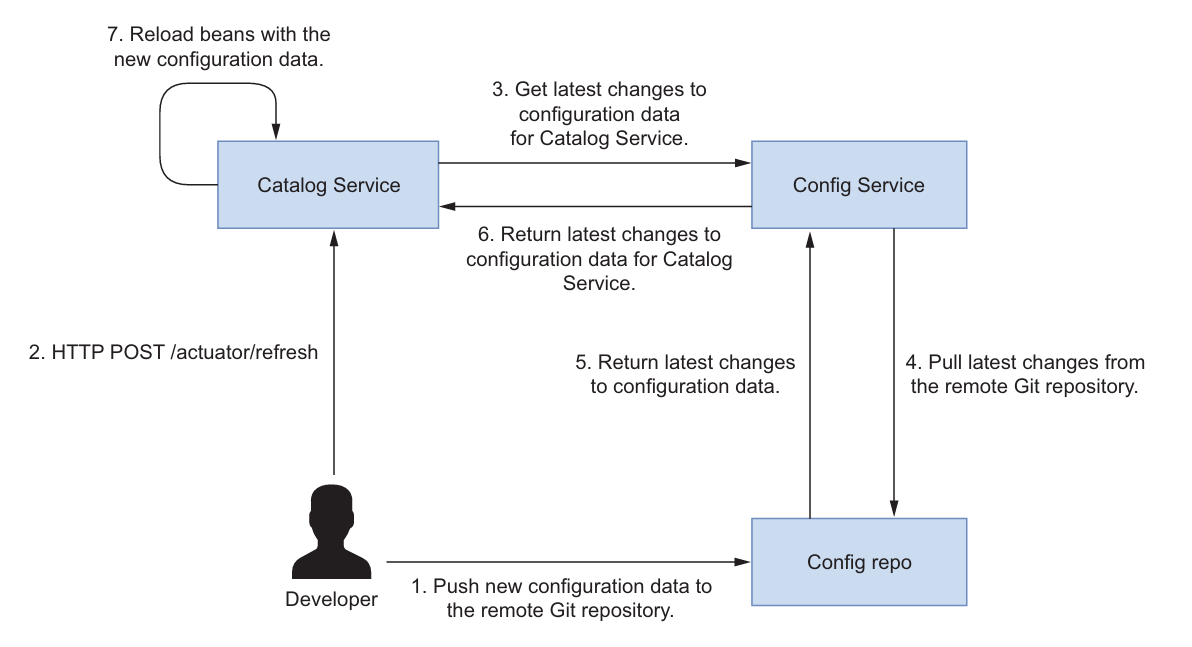 7. Reload beans with the
new configuration data.
3. Get latest changes to
configuration data
for Catalog Service.
Catalog Service
Config Service
6. Return latest changes to
configuration data for Catalog
Service.
2. HTTP POST /actuator/refresh
5. Return latest changes
to configuration data.
4. Pull latest changes from
the remote Git repository.
Config repo
1. Push new configuration data to
the remote Git repository.
Developer